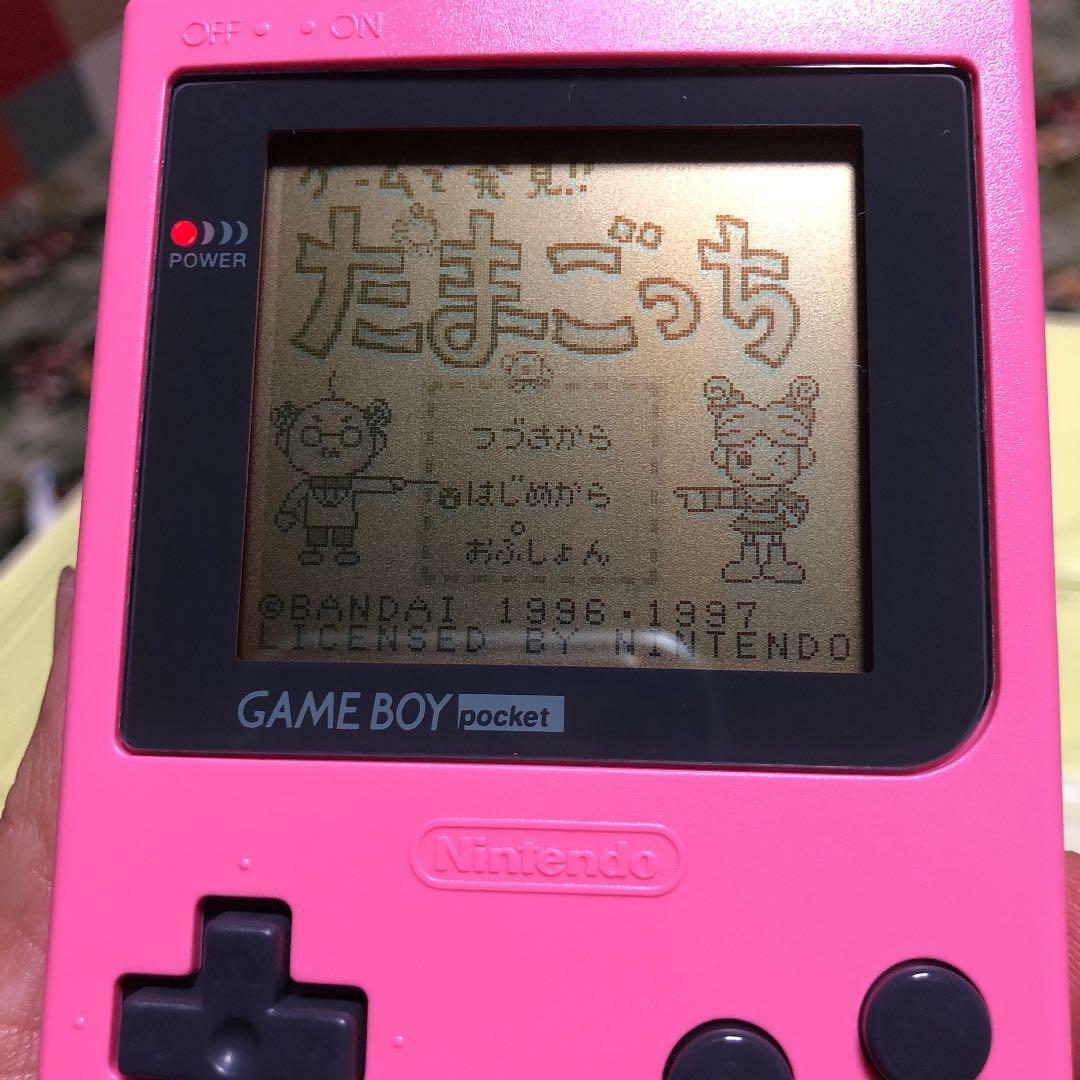 OFF ON
POWER
ゲームで発見!!
たまごっち
つづきから
はじめから
おぷしょん
©BANDAI 1996・1997
LICENSED BY NINTENDO
GAME BOY pocket
Nintendo